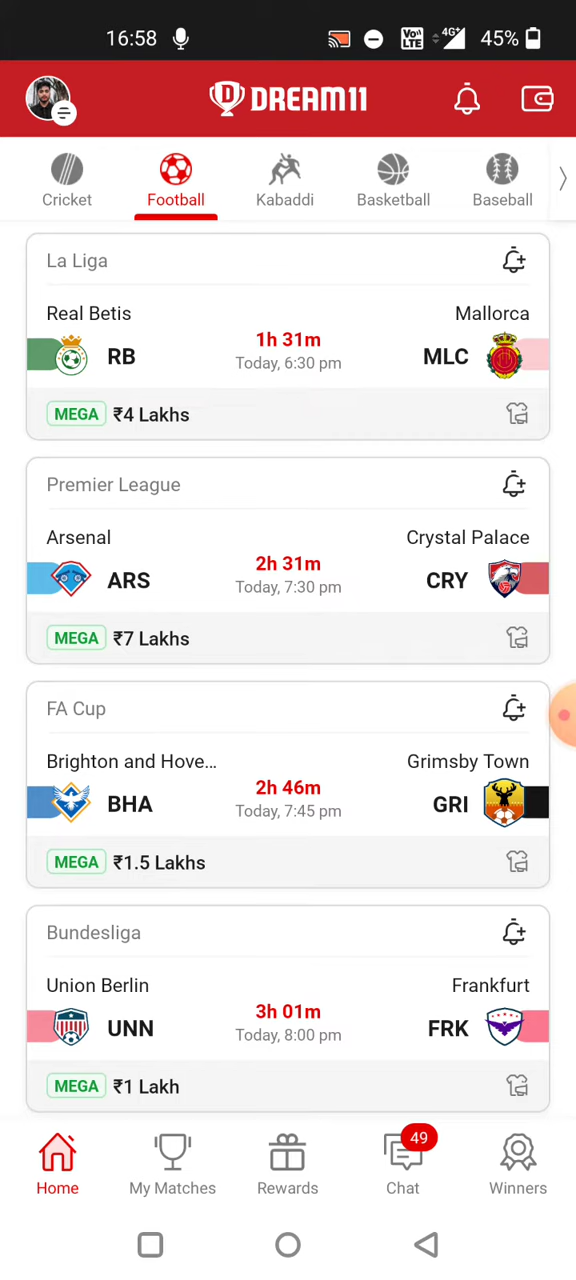 16:58 Vo)) LTE 4G+ 45%
DREAM11
Cricket Football Kabaddi Basketball Baseball
La Liga
Real Betis Mallorca
1h 31m
RB Today, 6:30 pm MLC
MEGA ₹4 Lakhs
Premier League
Arsenal Crystal Palace
2h 31m
ARS Today, 7:30 pm CRY
MEGA ₹7 Lakhs
FA Cup
Brighton and Hove... Grimsby Town
2h 46m
BHA Today, 7:45 pm GRI
MEGA ₹1.5 Lakhs
Bundesliga
Union Berlin Frankfurt
3h 01m
UNN Today, 8:00 pm FRK
MEGA ₹1 Lakh
49
Home My Matches Rewards Chat Winners